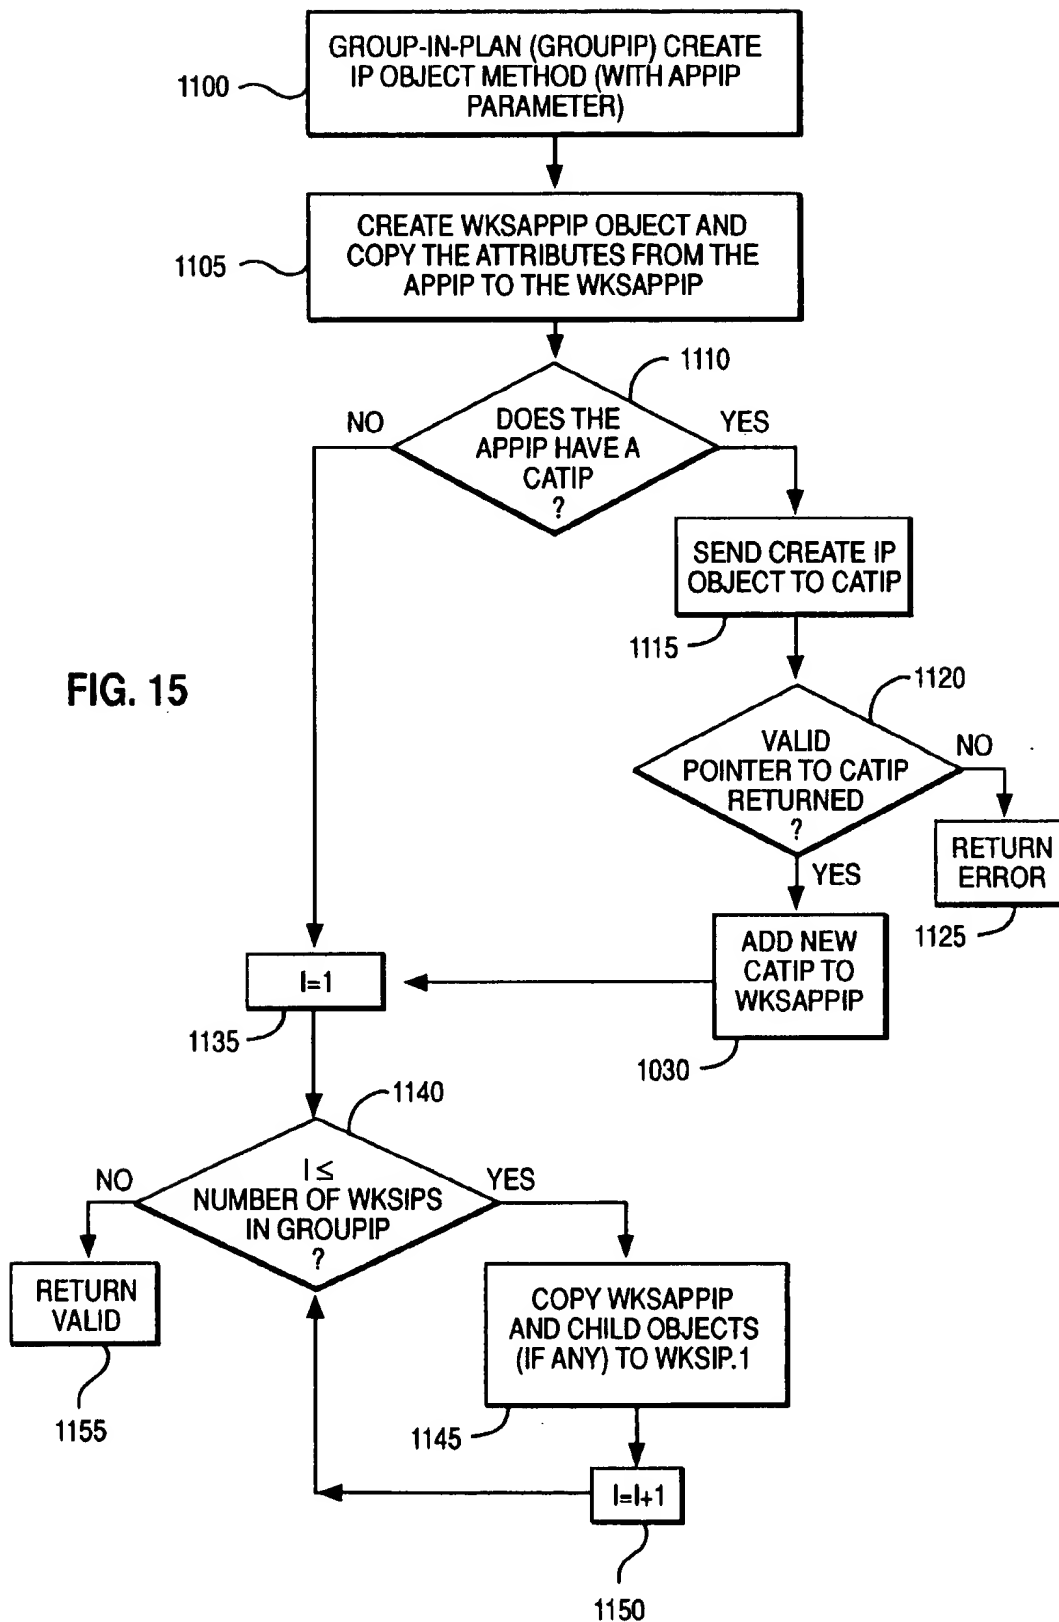 GROUP-IN-PLAN (GROUPIP) CREATE
IP OBJECT METHOD (WITH APPIP
PARAMETER)
1100
CREATE WKSAPPIP OBJECT AND
COPY THE ATTRIBUTES FROM THE
APPIP TO THE WKSAPPIP
1105
1110
NO
DOES THE
APPIP HAVE A
CATIP
?
YES
SEND CREATE IP
OBJECT TO CATIP
1115
FIG. 15
1120
VALID
POINTER TO CATIP
RETURNED
?
NO
YES
RETURN
ERROR
1125
ADD NEW
CATIP TO
WKSAPPIP
1030
I=1
1135
1140
NO
I ≤
NUMBER OF WKSIPS
IN GROUPIP
?
YES
RETURN
VALID
1155
COPY WKSAPPIP
AND CHILD OBJECTS
(IF ANY) TO WKSIP.1
1145
I=I+1
1150